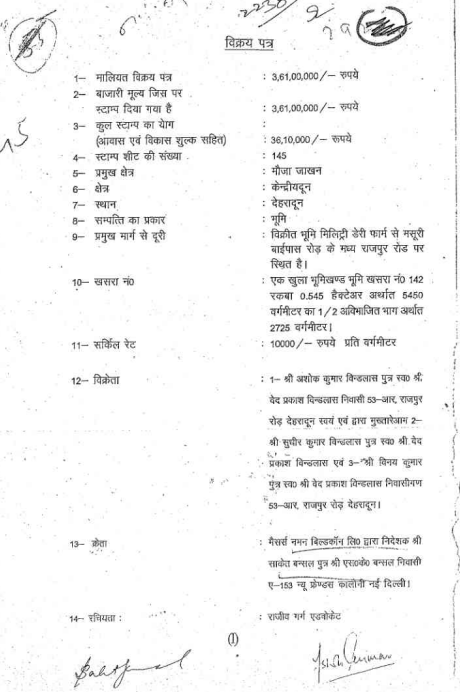 2230/9
विक्रय पत्र
1— मालियत विक्रय पत्र : 3,61,00,000/— रुपये
2— बाजारी मूल्य जिस पर
स्टाम्प दिया गया है : 3,61,00,000/— रुपये
3— कुल स्टाम्प का येाग :
(आवास एवं विकास शुल्क सहित) : 36,10,000/— रूपये
4— स्टाम्प शीट की संख्या : 145
5— प्रमुख क्षेत्र : मौजा जाखन
6— क्षेत्र : केन्द्रीयदून
7— स्थान : देहरादून
8— सम्पत्ति का प्रकार : भूमि
9— प्रमुख मार्ग से दूरी : विक्रीत भूमि मिलिट्री डेरी फार्म से मसूरी
बाईपास रोड़ के मध्य राजपुर रोड पर
स्थित है।
10— खसरा नं0 : एक खुला भूमिखण्ड भूमि खसरा नं0 142
रकबा 0.545 हैक्टेअर अर्थात 5450
वर्गमीटर का 1/2 अविभाजित भाग अर्थात
2725 वर्गमीटर।
11— सर्किल रेट : 10000/— रुपये प्रति वर्गमीटर
12— विक्रेता : 1— श्री अशोक कुमार विन्डलास पुत्र स्व0 श्री
वेद प्रकाश विन्डलास निवासी 53—आर, राजपुर
रोड़ देहरादून स्वयं एवं द्वारा मुख्तारेआम 2—
श्री सुधीर कुमार विन्डलास पुत्र स्व0 श्री वेद
प्रकाश विन्डलास एवं 3— श्री विनय कुमार
पुत्र स्व0 श्री वेद प्रकाश विन्डलास निवासीगण
53—आर, राजपुर रोड़ देहरादून।
13— क्रेता : मैसर्स नमन बिल्डकॉन लि0 द्वारा निदेशक श्री
साकेत बन्सल पुत्र श्री एस0के0 बन्सल निवासी
ए—153 न्यू फ्रेण्डस कालोनी नई दिल्ली।
14— रचियता : : राजीव गर्ग एडवोकेट
(1)